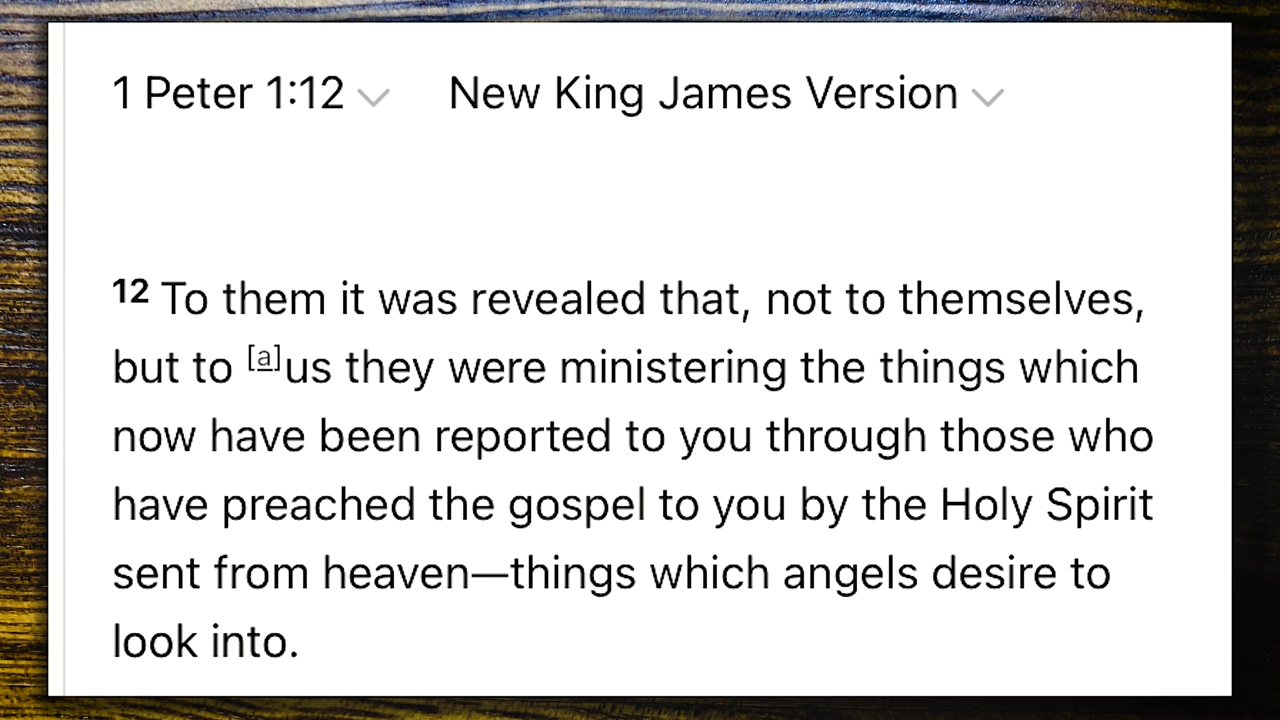 1 Peter 1:12 New King James Version
12 To them it was revealed that, not to themselves,
but to [a]us they were ministering the things which
now have been reported to you through those who
have preached the gospel to you by the Holy Spirit
sent from heaven—things which angels desire to
look into.